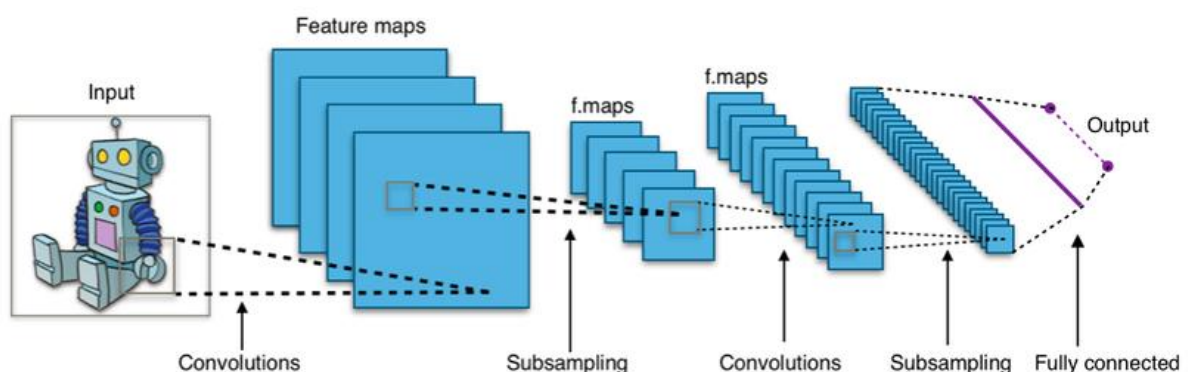 Feature maps
Input
f.maps
f.maps
Output
Convolutions
Subsampling
Convolutions
Subsampling
Fully connected